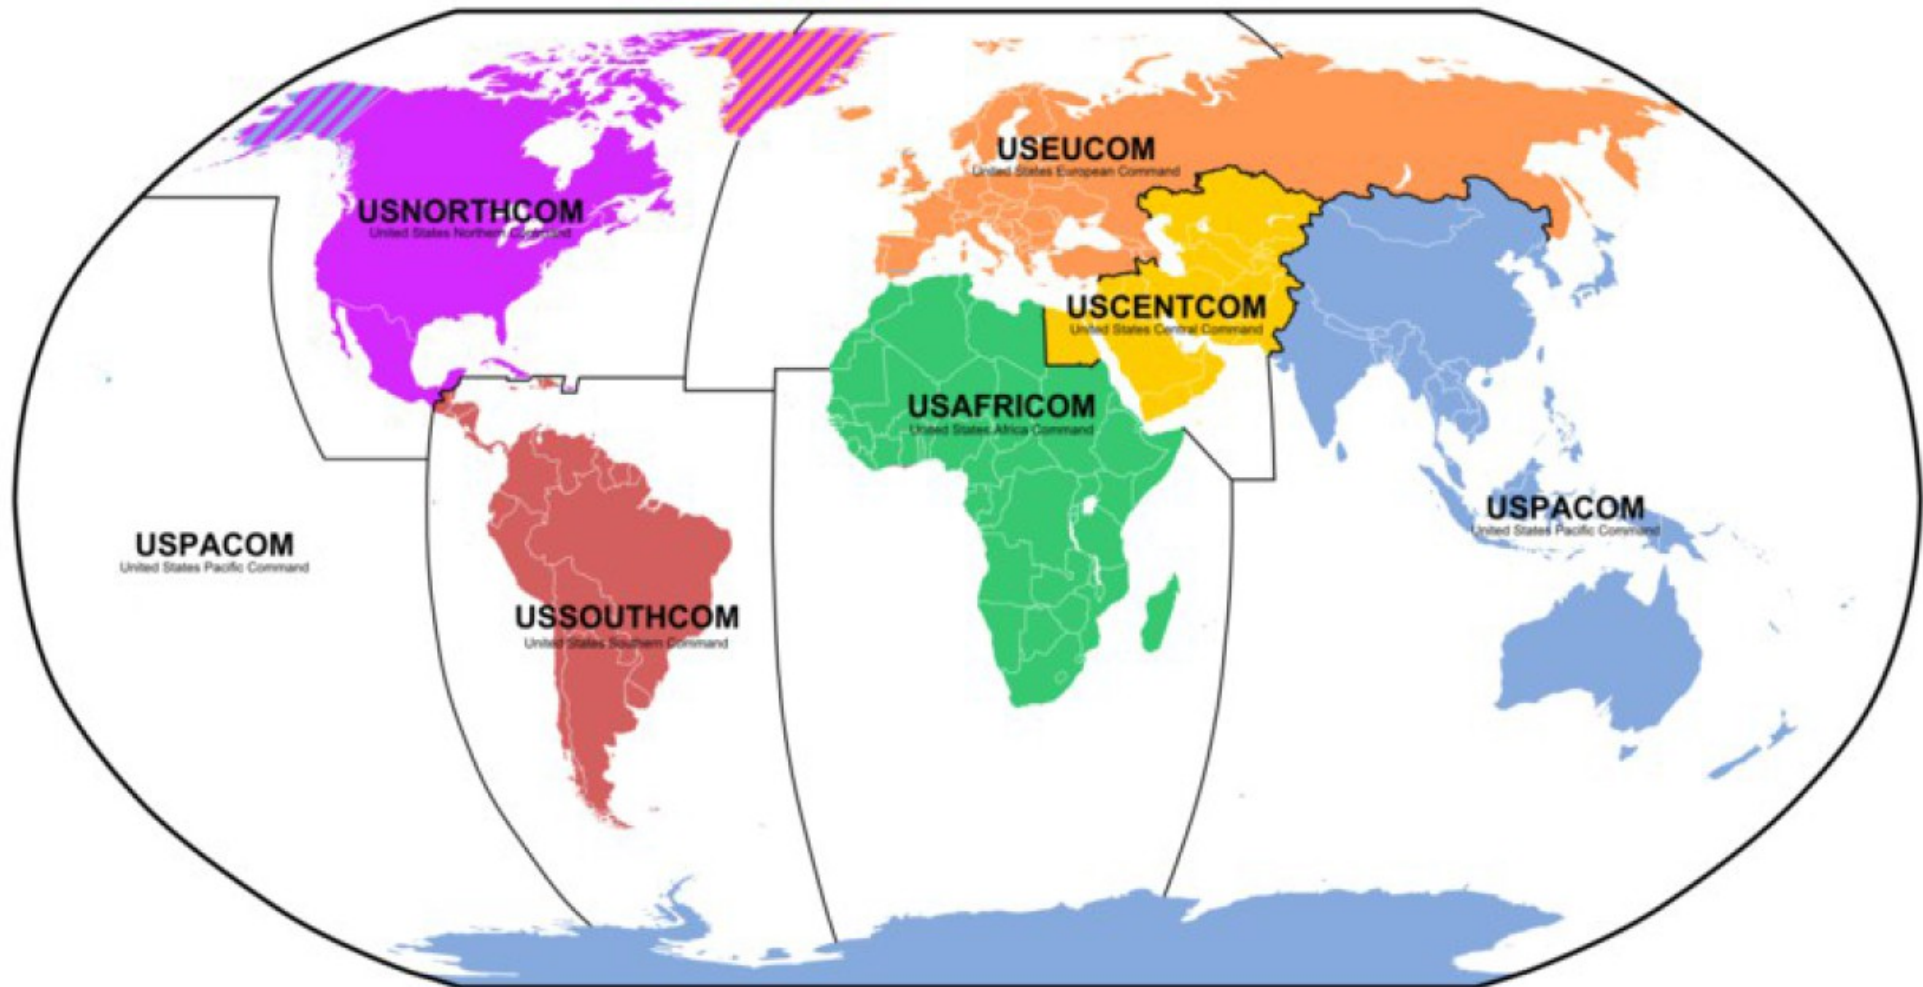 USEUCOM
United States European Command
USNORTHCOM
United States Northern Command
USCENTCOM
United States Central Command
USAFRICOM
United States Africa Command
USPACOM
United States Pacific Command
USPACOM
United States Pacific Command
USSOUTHCOM
United States Southern Command